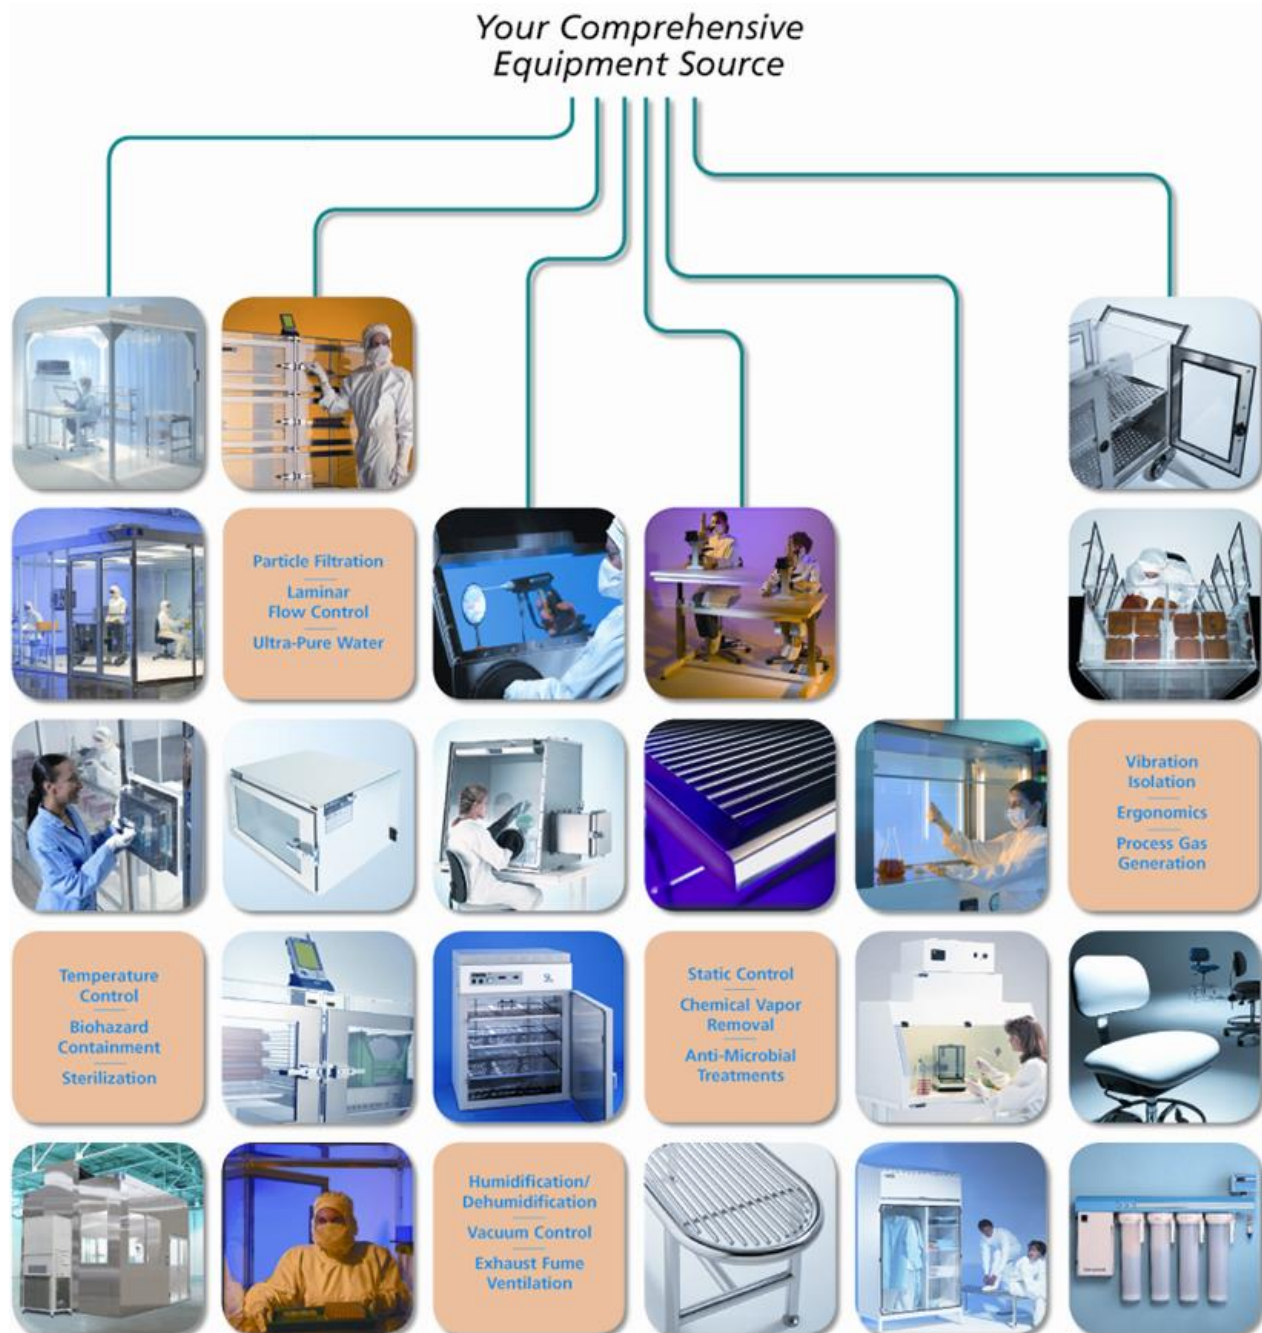 Your Comprehensive
Equipment Source
Particle Filtration
Laminar
Flow Control
Ultra-Pure Water
Vibration
Isolation
Ergonomics
Process Gas
Generation
Temperature
Control
Biohazard
Containment
Sterilization
Static Control
Chemical Vapor
Removal
Anti-Microbial
Treatments
Humidification/
Dehumidification
Vacuum Control
Exhaust Fume
Ventilation